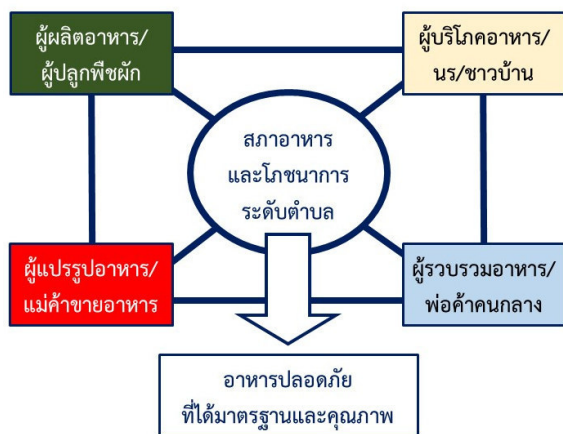 ผู้ผลิตอาหาร/
ผู้ปลูกพืชผัก
ผู้บริโภคอาหาร/
นร/ชาวบ้าน
สภาอาหาร
และโภชนาการ
ระดับตำบล
ผู้แปรรูปอาหาร/
แม่ค้าขายอาหาร
ผู้รวบรวมอาหาร/
พ่อค้าคนกลาง
อาหารปลอดภัย
ที่ได้มาตรฐานและคุณภาพ